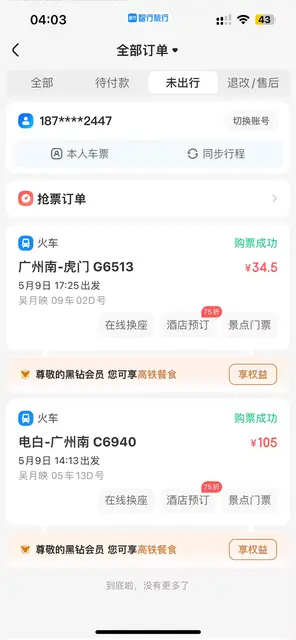 04:03
智行旅行
43
全部订单
全部
待付款
未出行
退改/售后
187****2447
切换账号
本人车票
同步行程
抢票订单
火车
购票成功
广州南-虎门 G6513
¥34.5
5月9日 17:25出发
吴月映 09车02D号
75折
在线换座
酒店预订
景点门票
尊敬的黑钻会员 您可享高铁餐食
享权益
火车
购票成功
电白-广州南 C6940
¥105
5月9日 14:13出发
吴月映 05车13D号
75折
在线换座
酒店预订
景点门票
尊敬的黑钻会员 您可享高铁餐食
享权益
到底啦，没有更多了